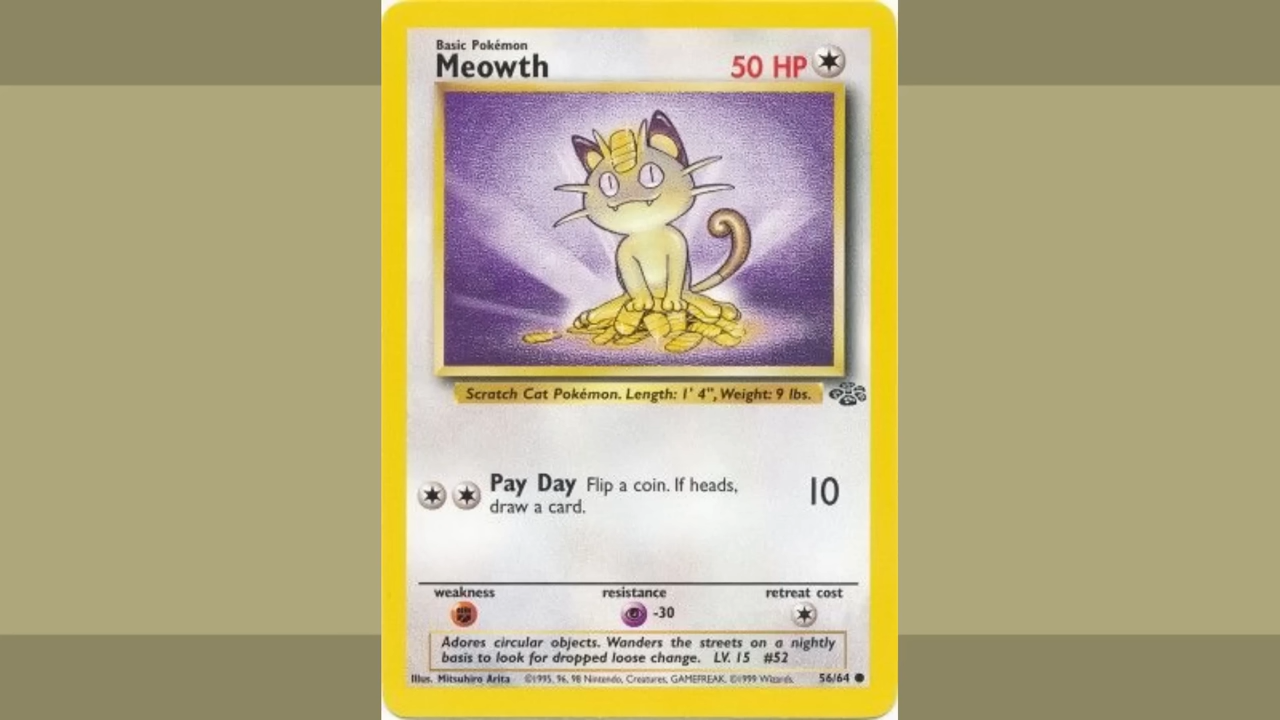 Basic Pokémon
Meowth
50 HP
Scratch Cat Pokémon. Length: 1' 4", Weight: 9 lbs.
Pay Day Flip a coin. If heads,
draw a card.
10
weakness resistance retreat cost
-30
Adores circular objects. Wanders the streets on a nightly
basis to look for dropped loose change. LV. 15 #52
Illus. Mitsuhiro Arita ©1995, 96, 98 Nintendo, Creatures, GAMEFREAK. ©1999 Wizards. 56/64